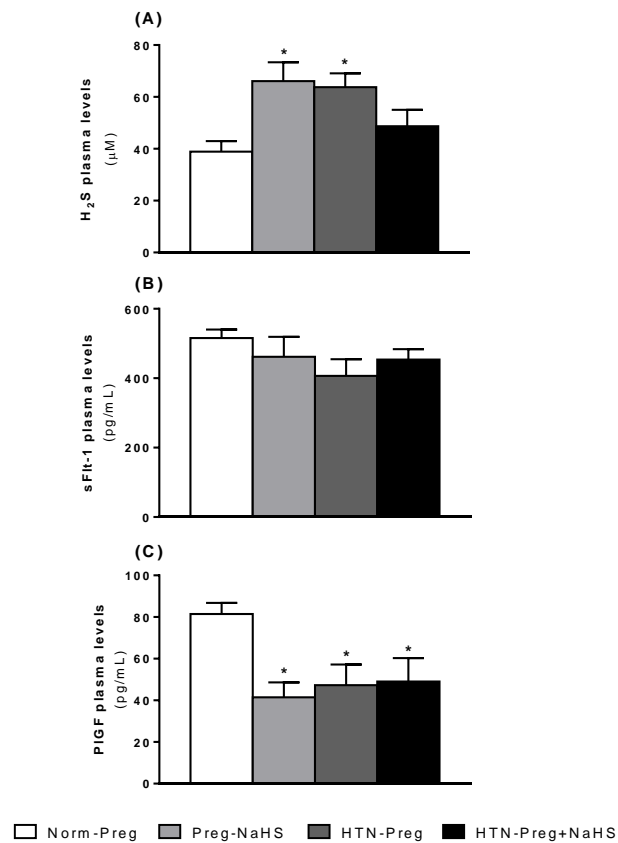 (A)
H2S plasma levels
(μM)
80
60
40
20
0
*
*
(B)
sFlt-1 plasma levels
(pg/mL)
600
400
200
0
(C)
PlGF plasma levels
(pg/mL)
100
80
60
40
20
0
*
*
*
Norm-Preg Preg-NaHS HTN-Preg HTN-Preg+NaHS